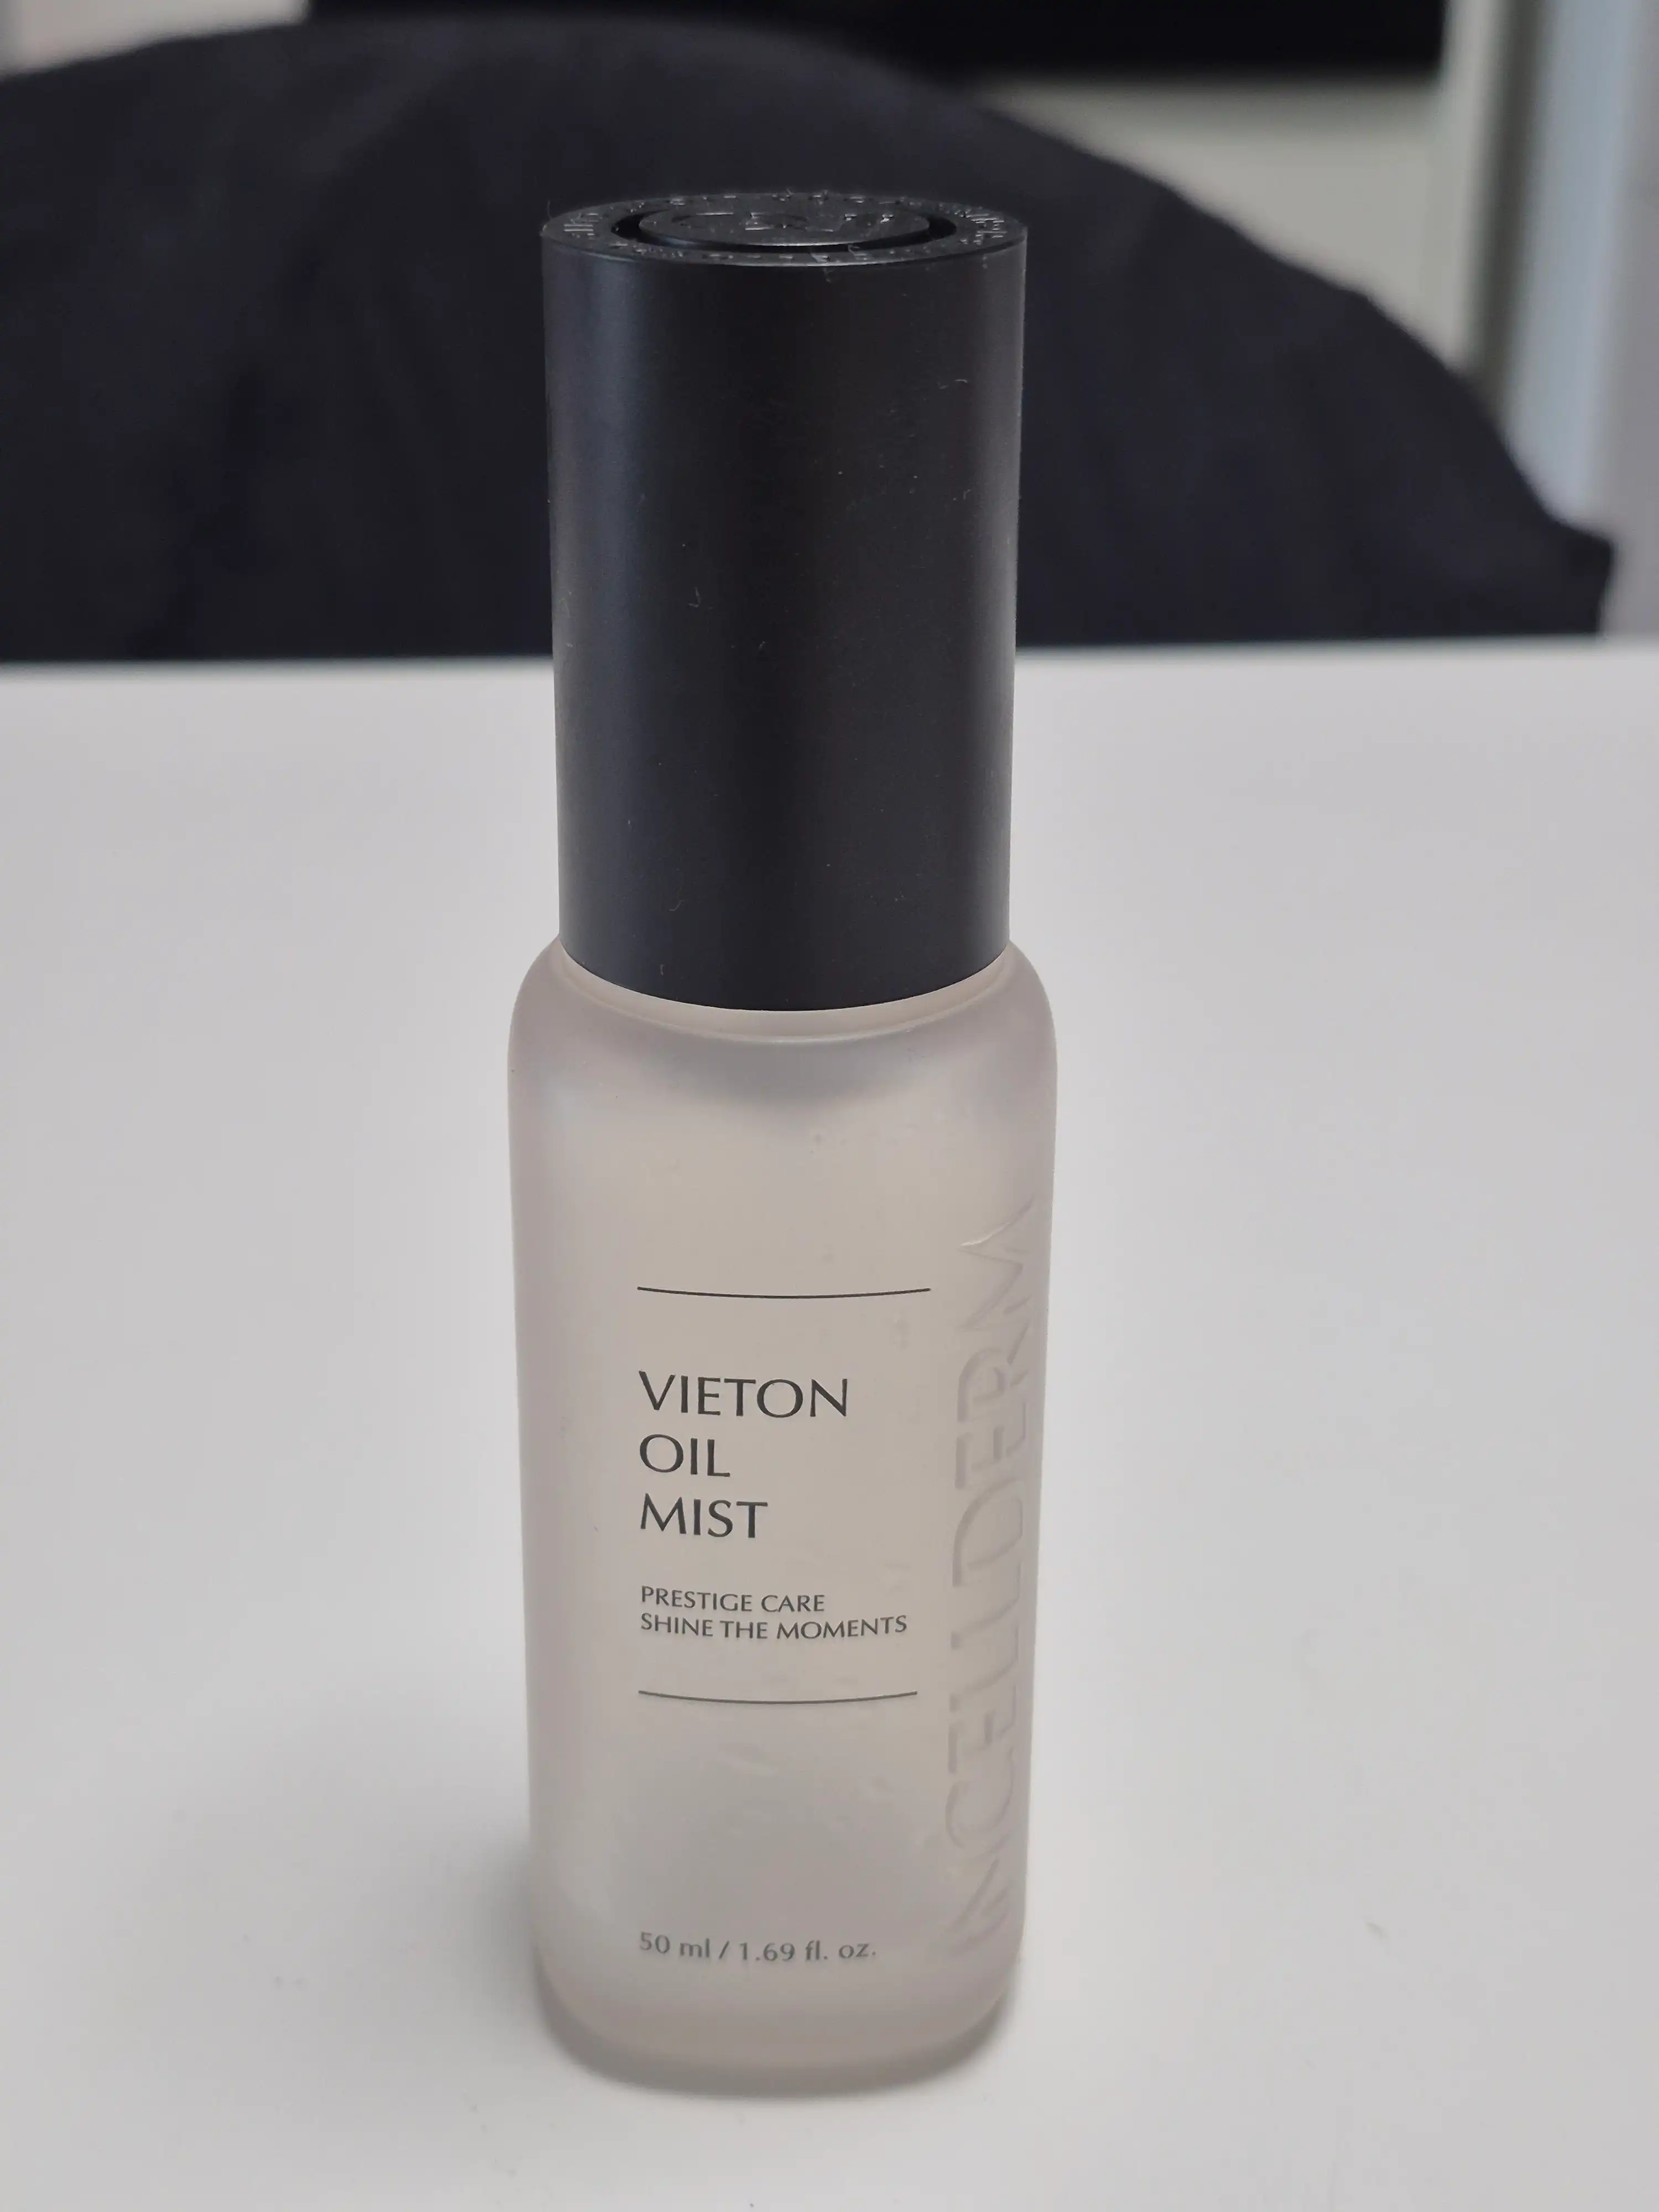 VIETON
OIL
MIST
PRESTIGE CARE
SHINE THE MOMENTS
50 ml / 1.69 fl. oz.
INCELLDERM